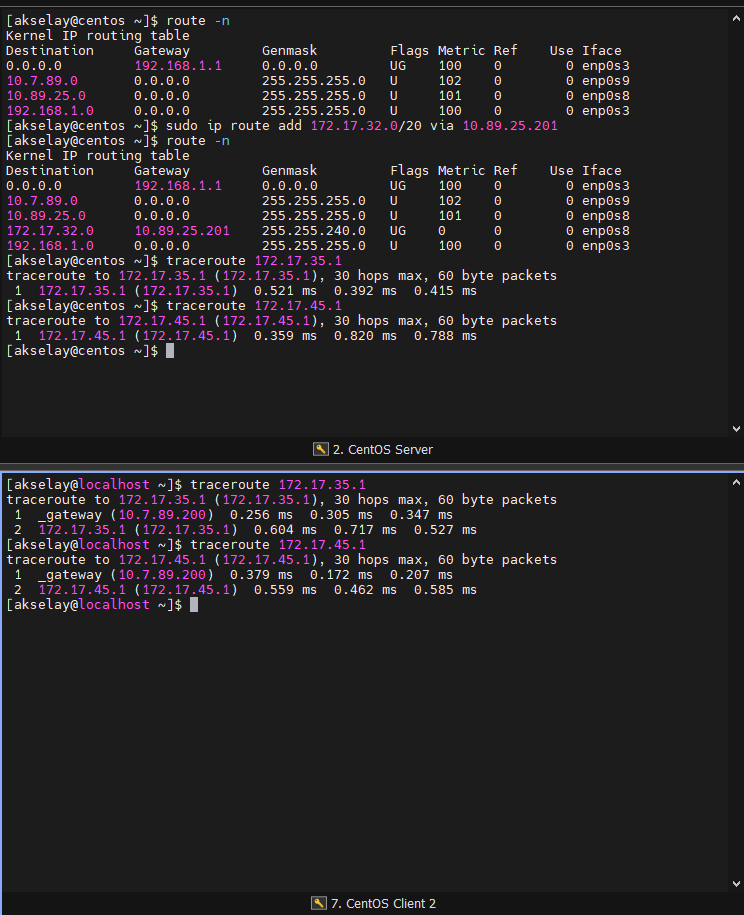 [akselay@centos ~]$ route -n
Kernel IP routing table
Destination     Gateway         Genmask         Flags Metric Ref    Use Iface
0.0.0.0         192.168.1.1     0.0.0.0         UG    100    0        0 enp0s3
10.7.89.0       0.0.0.0         255.255.255.0   U     102    0        0 enp0s9
10.89.25.0      0.0.0.0         255.255.255.0   U     101    0        0 enp0s8
192.168.1.0     0.0.0.0         255.255.255.0   U     100    0        0 enp0s3
[akselay@centos ~]$ sudo ip route add 172.17.32.0/20 via 10.89.25.201
[akselay@centos ~]$ route -n
Kernel IP routing table
Destination     Gateway         Genmask         Flags Metric Ref    Use Iface
0.0.0.0         192.168.1.1     0.0.0.0         UG    100    0        0 enp0s3
10.7.89.0       0.0.0.0         255.255.255.0   U     102    0        0 enp0s9
10.89.25.0      0.0.0.0         255.255.255.0   U     101    0        0 enp0s8
172.17.32.0     10.89.25.201    255.255.240.0   UG    0      0        0 enp0s8
192.168.1.0     0.0.0.0         255.255.255.0   U     100    0        0 enp0s3
[akselay@centos ~]$ traceroute 172.17.35.1
traceroute to 172.17.35.1 (172.17.35.1), 30 hops max, 60 byte packets
 1  172.17.35.1 (172.17.35.1)  0.521 ms  0.392 ms  0.415 ms
[akselay@centos ~]$ traceroute 172.17.45.1
traceroute to 172.17.45.1 (172.17.45.1), 30 hops max, 60 byte packets
 1  172.17.45.1 (172.17.45.1)  0.359 ms  0.820 ms  0.788 ms
[akselay@centos ~]$
2. CentOS Server
[akselay@localhost ~]$ traceroute 172.17.35.1
traceroute to 172.17.35.1 (172.17.35.1), 30 hops max, 60 byte packets
 1  _gateway (10.7.89.200)  0.256 ms  0.305 ms  0.347 ms
 2  172.17.35.1 (172.17.35.1)  0.604 ms  0.717 ms  0.527 ms
[akselay@localhost ~]$ traceroute 172.17.45.1
traceroute to 172.17.45.1 (172.17.45.1), 30 hops max, 60 byte packets
 1  _gateway (10.7.89.200)  0.379 ms  0.172 ms  0.207 ms
 2  172.17.45.1 (172.17.45.1)  0.559 ms  0.462 ms  0.585 ms
[akselay@localhost ~]$
7. CentOS Client 2